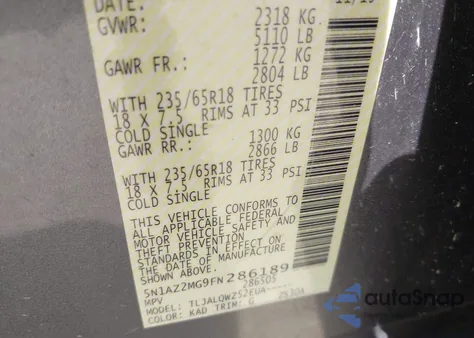 DATE:
GVWR: 2318 KG
5110 LB
GAWR FR.: 1272 KG
2804 LB
WITH 235/65R18 TIRES
18 X 7.5 RIMS AT 33 PSI
COLD SINGLE
GAWR RR.: 1300 KG
2866 LB
WITH 235/65R18 TIRES
18 X 7.5 RIMS AT 33 PSI
COLD SINGLE
THIS VEHICLE CONFORMS TO
ALL APPLICABLE FEDERAL
MOTOR VEHICLE SAFETY AND
THEFT PREVENTION
STANDARDS IN EFFECT ON
THE DATE OF MANUFACTURE
SHOWN ABOVE.
5N1AZ2MG9FN286189
MPV 286505
COLOR: KAD TRIM: G
autoSnap